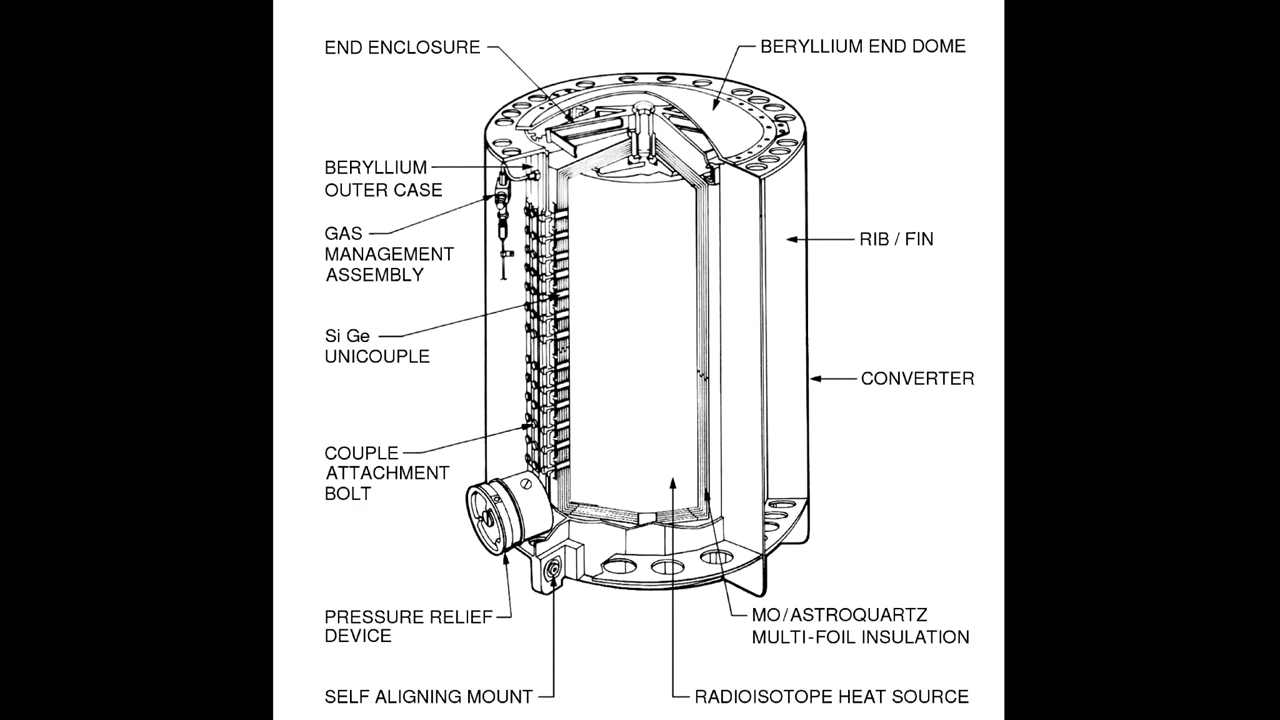 END ENCLOSURE
BERYLLIUM END DOME
BERYLLIUM
OUTER CASE
GAS
MANAGEMENT
ASSEMBLY
RIB / FIN
Si Ge
UNICOUPLE
CONVERTER
COUPLE
ATTACHMENT
BOLT
PRESSURE RELIEF
DEVICE
MO/ASTROQUARTZ
MULTI-FOIL INSULATION
SELF ALIGNING MOUNT
RADIOISOTOPE HEAT SOURCE